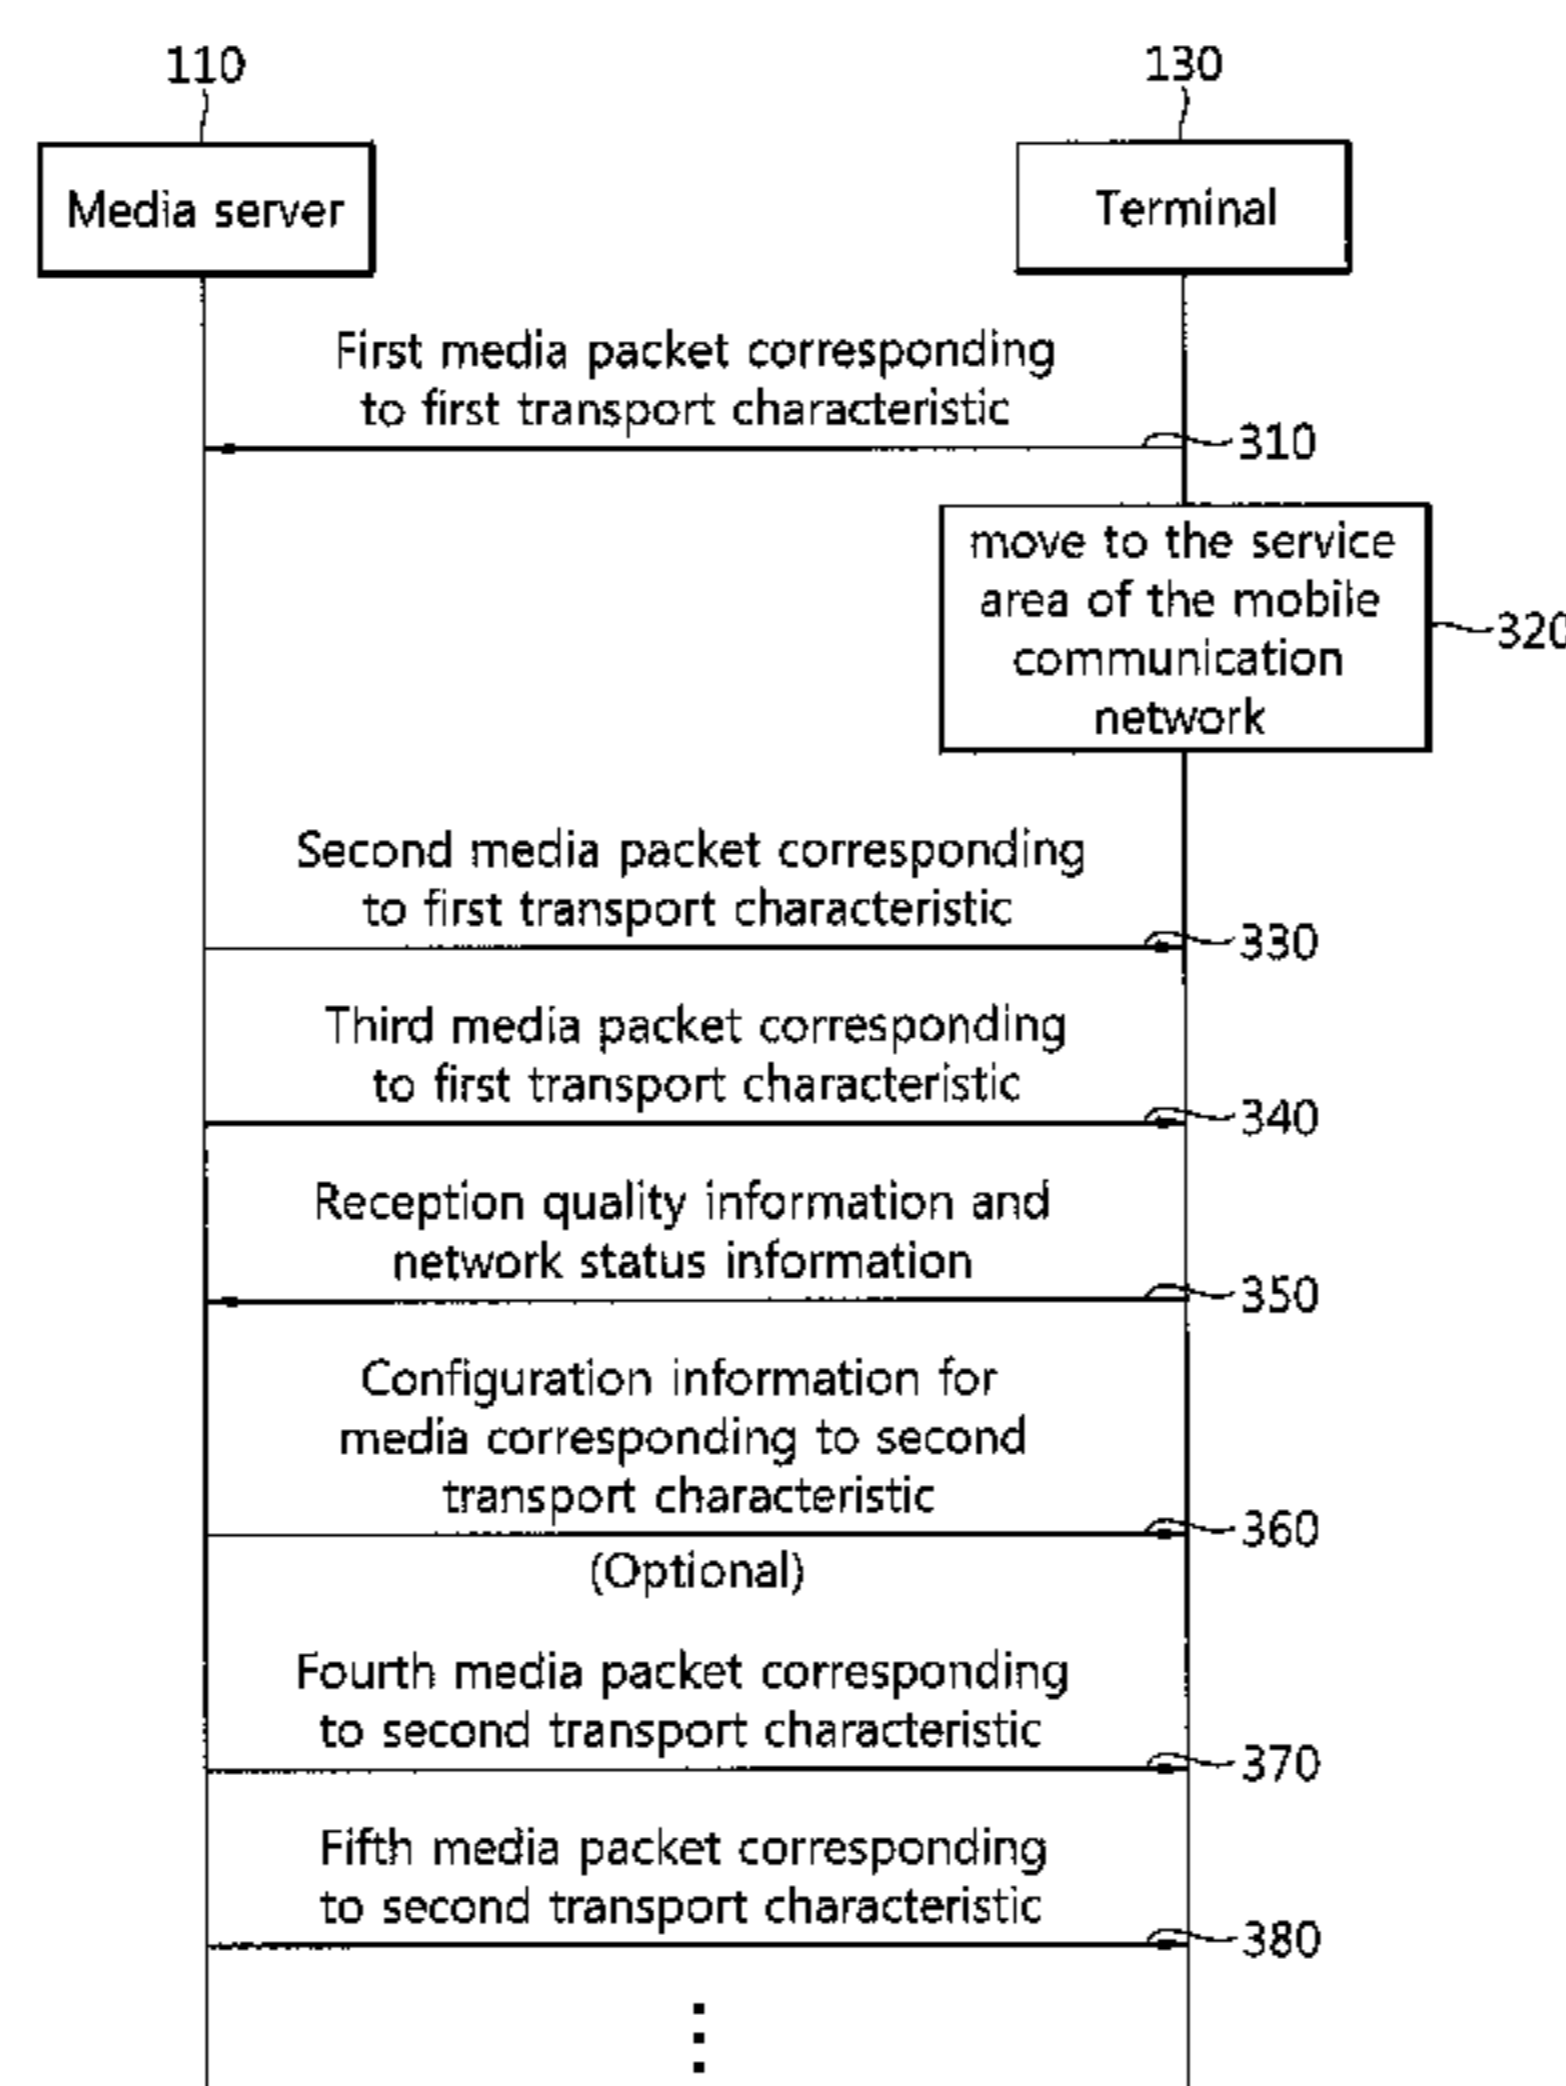 110
130
Media server
Terminal
First media packet corresponding
to first transport characteristic
310
move to the service
area of the mobile
communication
network
320
Second media packet corresponding
to first transport characteristic
330
Third media packet corresponding
to first transport characteristic
340
Reception quality information and
network status information
350
Configuration information for
media corresponding to second
transport characteristic
360
(Optional)
Fourth media packet corresponding
to second transport characteristic
370
Fifth media packet corresponding
to second transport characteristic
380